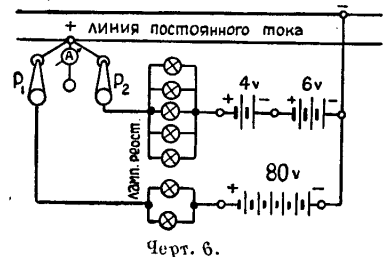 + –
ЛИНИЯ ПОСТОЯННОГО ТОКА
A
P₁ P₂
ЛАМП. РЕОСТ.
+ 4v – + 6v –
80v
+ –
Черт. 6.